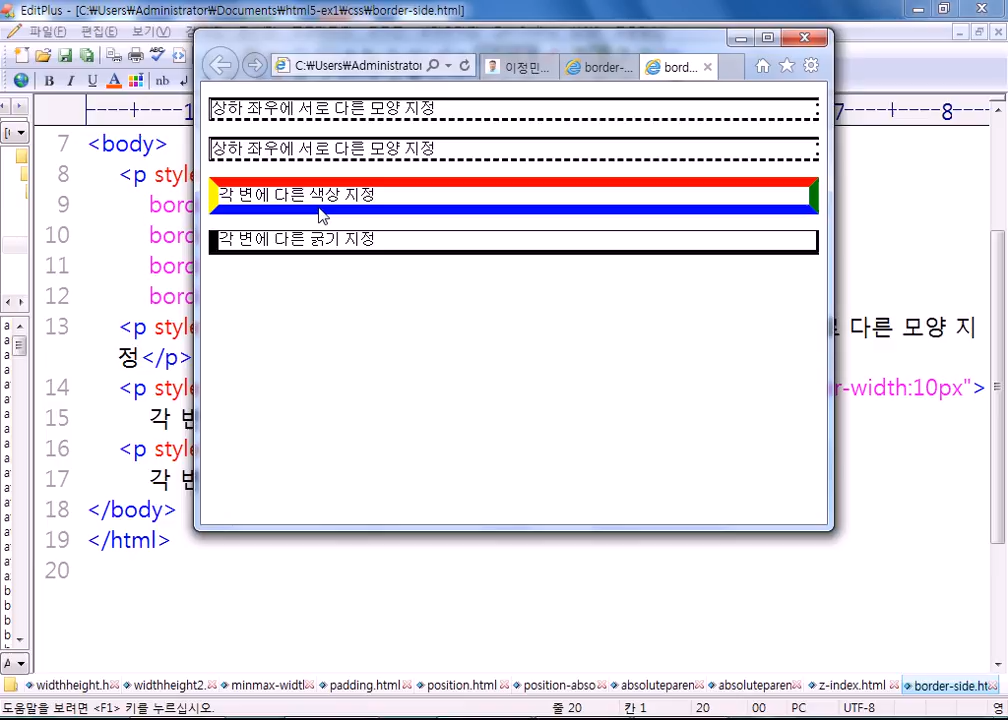 EditPlus - [C:₩Users₩Administrator₩Documents₩html5-ex1₩css₩border-side.html]
파일(F) 편집(E) 보기(V)
C:₩Users₩Administrator
이정민...
border-...
bord...
B I U A nb
1 7 8
상하 좌우에 서로 다른 모양 지정
상하 좌우에 서로 다른 모양 지정
각 변에 다른 색상 지정
각 변에 다른 굵기 지정
7 <body>
8 <p style
9 bord
10 bord
11 bord
12 bord
13 <p style 로 다른 모양 지
정</p>
14 <p style r-width:10px">
15 각 변
16 <p style
17 각 변
18 </body>
19 </html>
20
widthheight.h widthheight2. minmax-widtl padding.html position.html position-abso absoluteparen absoluteparen z-index.html border-side.ht
도움말을 보려면 <F1> 키를 누르십시오. 줄 20 칸 1 20 00 PC UTF-8